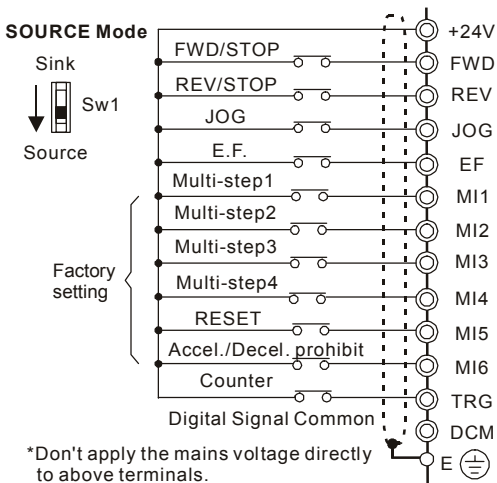 SOURCE Mode
Sink
Sw1
Source
+24V
FWD/STOP
FWD
REV/STOP
REV
JOG
JOG
E.F.
EF
Multi-step1
MI1
Multi-step2
MI2
Multi-step3
MI3
Factory
setting
Multi-step4
MI4
RESET
MI5
Accel./Decel. prohibit
MI6
Counter
TRG
Digital Signal Common
DCM
*Don't apply the mains voltage directly
to above terminals.
E